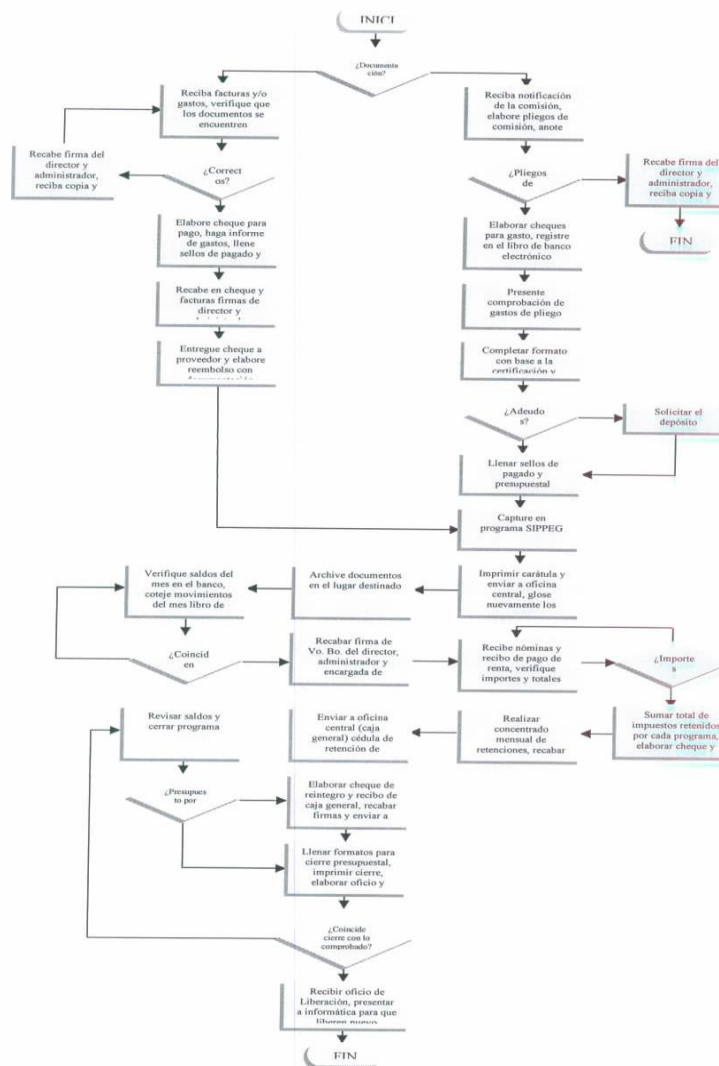 INICI
¿Documenta
ción?
Reciba facturas y/o
gastos, verifique que
los documentos se
encuentren
Reciba notificación
de la comisión,
elabore pliegos de
comisión, anote
Recabe firma del
director y
administrador,
reciba copia y
¿Correct
os?
¿Pliegos
de
Recabe firma del
director y
administrador,
reciba copia y
FIN
Elabore cheque para
pago, haga informe
de gastos, llene
sellos de pagado y
Elaborar cheques
para gasto, registre
en el libro de banco
electrónico
Recabe en cheque y
facturas firmas de
director y
Presente
comprobación de
gastos de pliego
Entregue cheque a
proveedor y elabore
reembolso con
Completar formato
con base a la
certificación y
¿Adeudo
s?
Solicitar el
depósito
Llenar sellos de
pagado y
presupuestal
Capture en
programa SIPPEG
Verifique saldos del
mes en el banco,
coteje movimientos
del mes libro de
Archive documentos
en el lugar destinado
Imprimir carátula y
enviar a oficina
central, glose
nuevamente los
¿Coincid
en
Recabar firma de
Vo. Bo. del director,
administrador y
encargada de
Recibe nóminas y
recibo de pago de
renta, verifique
importes y totales
¿Importe
s
Revisar saldos y
cerrar programa
Enviar a oficina
central (caja
general) cédula de
retención de
Realizar
concentrado
mensual de
retenciones, recabar
Sumar total de
impuestos retenidos
por cada programa,
elaborar cheque y
¿Presupues
to por
Elaborar cheque de
reintegro y recibo de
caja general, recabar
firmas y enviar a
Llenar formatos para
cierre presupuestal,
imprimir cierre,
elaborar oficio y
¿Coincide
cierre con lo
comprobado?
Recibir oficio de
Liberación, presentar
a informática para que
liberen nuevo
FIN